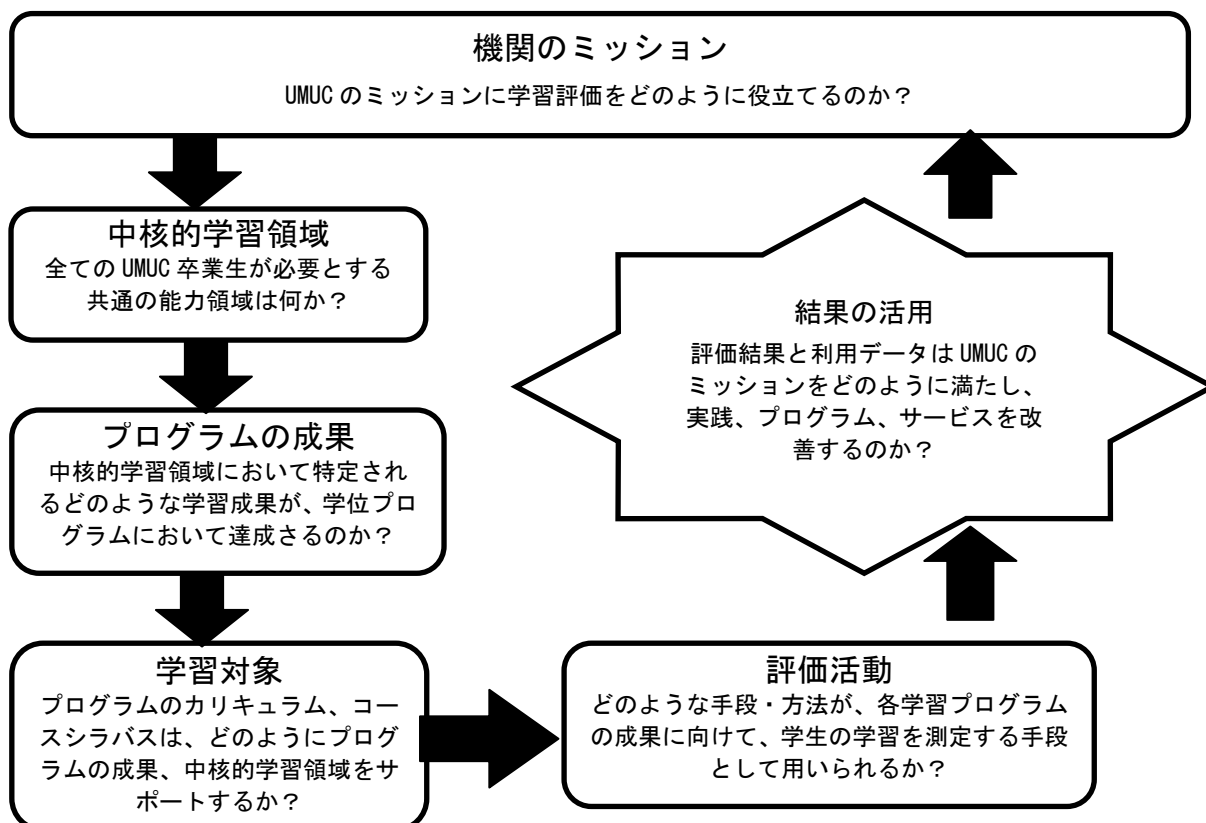 機関のミッション
UMUC のミッションに学習評価をどのように役立てるのか？
中核的学習領域
全ての UMUC 卒業生が必要とする
共通の能力領域は何か？
プログラムの成果
中核的学習領域において特定され
るどのような学習成果が、学位プロ
グラムにおいて達成さるのか？
学習対象
プログラムのカリキュラム、コー
スシラバスは、どのようにプログ
ラムの成果、中核的学習領域をサ
ポートするか？
評価活動
どのような手段・方法が、各学習プログラム
の成果に向けて、学生の学習を測定する手段
として用いられるか？
結果の活用
評価結果と利用データは UMUC の
ミッションをどのように満たし、
実践、プログラム、サービスを改
善するのか？